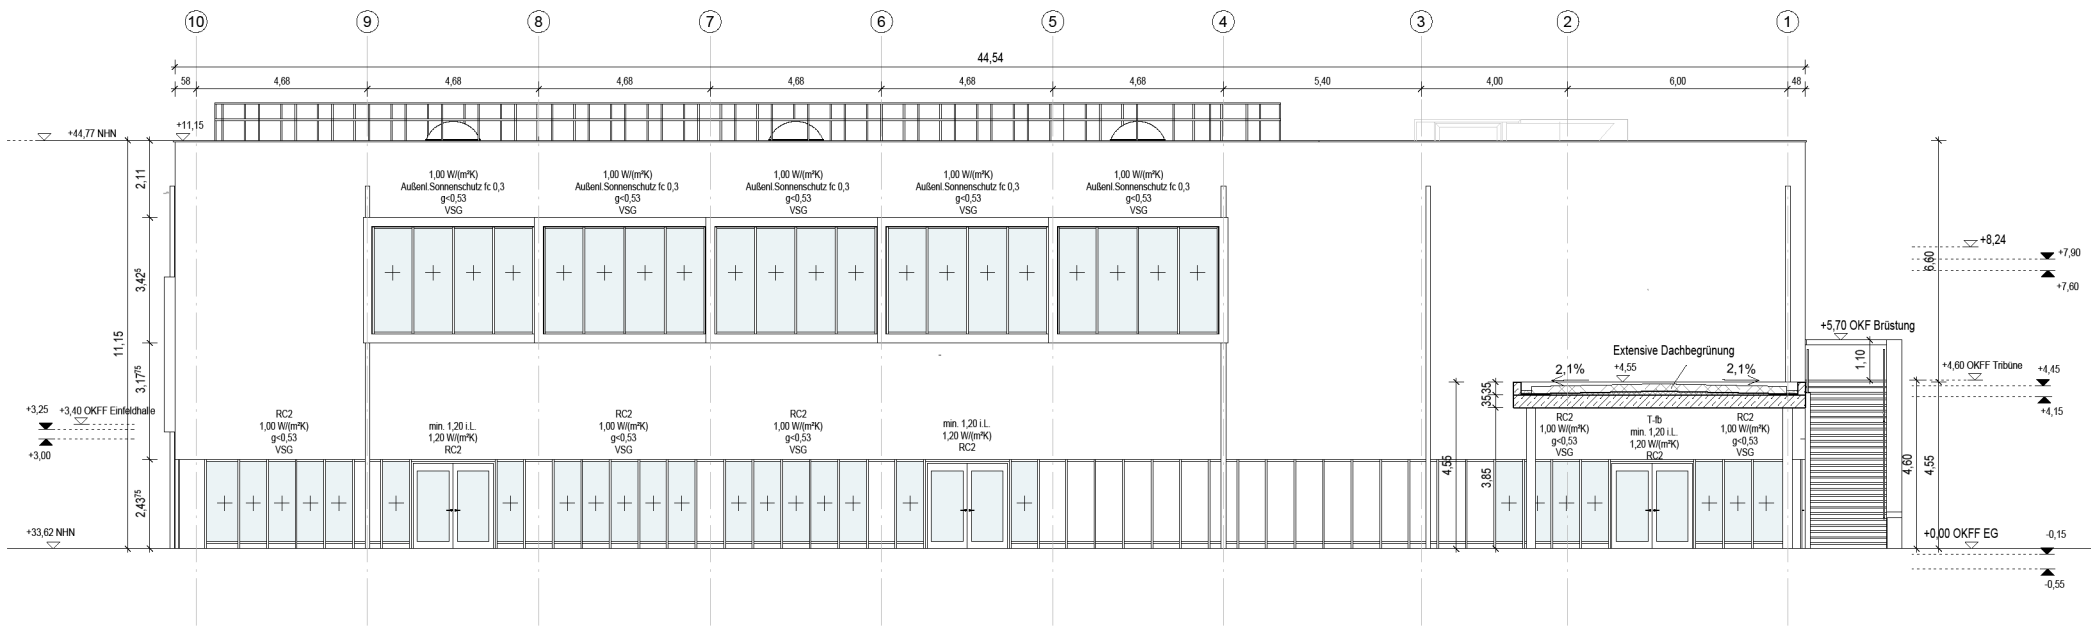 10 9 8 7 6 5 4 3 2 1
44,54
58 4,68 4,68 4,68 4,68 4,68 4,68 5,40 4,00 6,00 48
+44,77 NHN
+11,15
2,11
3,42⁵
3,17⁷⁵
2,43⁷⁵
11,15
1,00 W/(m²K)
Außenl.Sonnenschutz fc 0,3
g<0,53
VSG
1,00 W/(m²K)
Außenl.Sonnenschutz fc 0,3
g<0,53
VSG
1,00 W/(m²K)
Außenl.Sonnenschutz fc 0,3
g<0,53
VSG
1,00 W/(m²K)
Außenl.Sonnenschutz fc 0,3
g<0,53
VSG
1,00 W/(m²K)
Außenl.Sonnenschutz fc 0,3
g<0,53
VSG
+8,24
+7,90
+7,60
6,60
+5,70 OKF Brüstung
1,10
+4,60 OKFF Tribüne
+4,45
+4,15
Extensive Dachbegrünung
2,1%
+4,55
2,1%
35
35
3,85
4,55
4,60
4,55
+3,25
+3,40 OKFF Einfeldhalle
+3,00
RC2
1,00 W/(m²K)
g<0,53
VSG
min. 1,20 i.L.
1,20 W/(m²K)
RC2
RC2
1,00 W/(m²K)
g<0,53
VSG
RC2
1,00 W/(m²K)
g<0,53
VSG
min. 1,20 i.L.
1,20 W/(m²K)
RC2
RC2
1,00 W/(m²K)
g<0,53
VSG
T-fb
min. 1,20 i.L.
1,20 W/(m²K)
RC2
RC2
1,00 W/(m²K)
g<0,53
VSG
+33,62 NHN
+0,00 OKFF EG
-0,15
-0,55